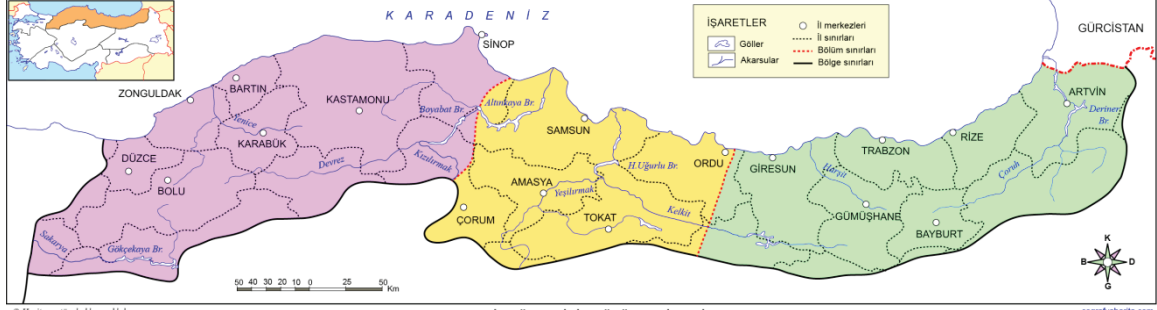 KARADENİZ
İŞARETLER
Göller
Akarsular
İl merkezleri
İl sınırları
Bölüm sınırları
Bölge sınırları
GÜRCİSTAN
SİNOP
ZONGULDAK
BARTIN
KASTAMONU
Boyabat Br.
Altınkaya Br.
SAMSUN
ARTVİN
Deriner Br.
Yenice
KARABÜK
RİZE
TRABZON
DÜZCE
BOLU
Devrez
Kızılırmak
H.Uğurlu Br.
ORDU
GİRESUN
Harşit
Çoruh
AMASYA
Yeşilırmak
ÇORUM
TOKAT
Kelkit
GÜMÜŞHANE
BAYBURT
Sakarya
Gökçekaya Br.
50 40 30 20 10 0 25 50
Km
K
B D
G